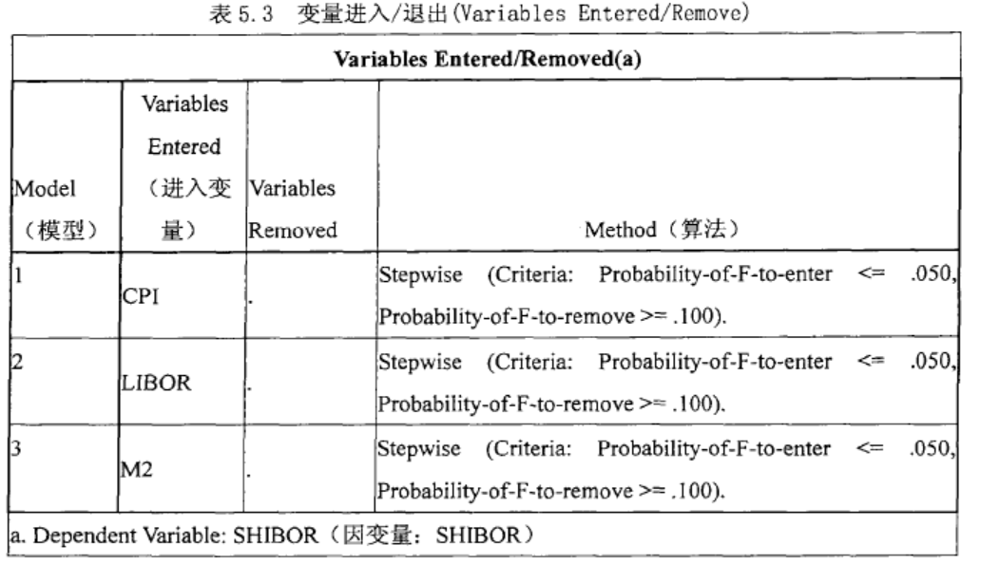 表 5.3 变量进入/退出(Variables Entered/Remove)
Variables Entered/Removed(a)
Model
（模型）
Variables
Entered
（进入变
量）
Variables
Removed
Method（算法）
1
CPI
.
Stepwise (Criteria: Probability-of-F-to-enter <= .050,
Probability-of-F-to-remove >= .100).
2
LIBOR
.
Stepwise (Criteria: Probability-of-F-to-enter <= .050,
Probability-of-F-to-remove >= .100).
3
M2
.
Stepwise (Criteria: Probability-of-F-to-enter <= .050,
Probability-of-F-to-remove >= .100).
a. Dependent Variable: SHIBOR（因变量：SHIBOR）